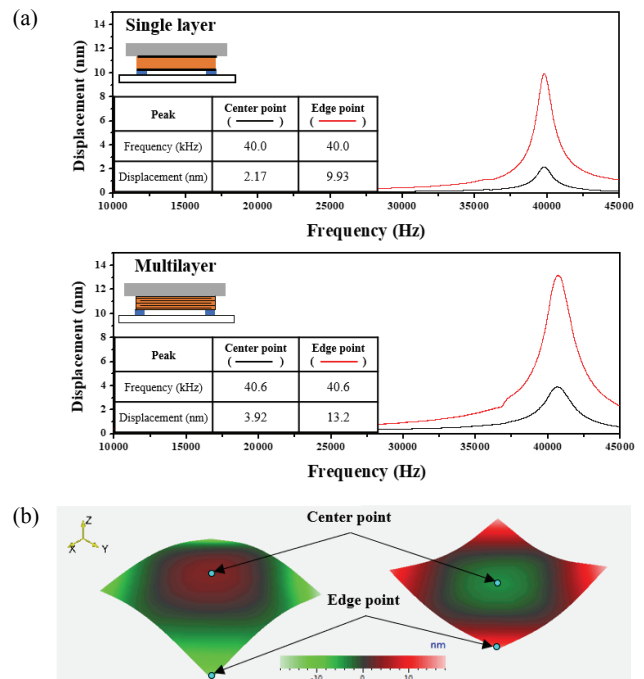 (a)
Single layer
Displacement (nm)
14
12
10
8
6
4
2
0
Peak Center point ( ) Edge point ( )
Frequency (kHz) 40.0 40.0
Displacement (nm) 2.17 9.93
10000 15000 20000 25000 30000 35000 40000 45000
Frequency (Hz)
Multilayer
Displacement (nm)
14
12
10
8
6
4
2
0
Peak Center point ( ) Edge point ( )
Frequency (kHz) 40.6 40.6
Displacement (nm) 3.92 13.2
10000 15000 20000 25000 30000 35000 40000 45000
Frequency (Hz)
(b)
Z
X Y
Center point
Edge point
nm
-10 0 10